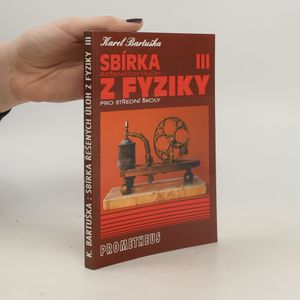 K. BARTUŠKA : SBÍRKA ŘEŠENÝCH ÚLOH Z FYZIKY III
Karel Bartuška
SBÍRKA III
ŘEŠENÝCH ÚLOH
Z FYZIKY
PRO STŘEDNÍ ŠKOLY
PROMETHEUS